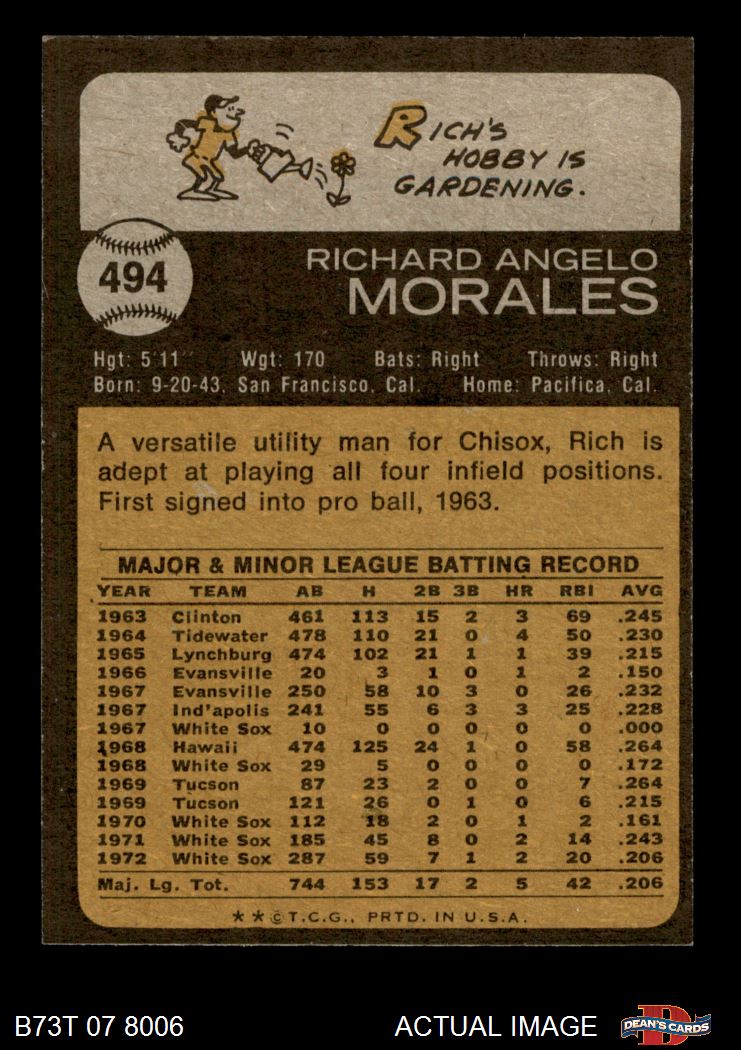 RICH'S
HOBBY IS
GARDENING.
494
RICHARD ANGELO
MORALES
Hgt: 5'11" Wgt: 170 Bats: Right Throws: Right
Born: 9-20-43, San Francisco, Cal. Home: Pacifica, Cal.
A versatile utility man for Chisox, Rich is
adept at playing all four infield positions.
First signed into pro ball, 1963.
MAJOR & MINOR LEAGUE BATTING RECORD
YEAR TEAM AB H 2B 3B HR RBI AVG
1963 Clinton 461 113 15 2 3 69 .245
1964 Tidewater 478 110 21 0 4 50 .230
1965 Lynchburg 474 102 21 1 1 39 .215
1966 Evansville 20 3 1 0 1 2 .150
1967 Evansville 250 58 10 3 0 26 .232
1967 Ind'apolis 241 55 6 3 3 25 .228
1967 White Sox 10 0 0 0 0 0 .000
1968 Hawaii 474 125 24 1 0 58 .264
1968 White Sox 29 5 0 0 0 0 .172
1969 Tucson 87 23 2 0 0 7 .264
1969 Tucson 121 26 0 1 0 6 .215
1970 White Sox 112 18 2 0 1 2 .161
1971 White Sox 185 45 8 0 2 14 .243
1972 White Sox 287 59 7 1 2 20 .206
Maj. Lg. Tot. 744 153 17 2 5 42 .206
★★©T.C.G., PRTD. IN U.S.A.
B73T 07 8006 ACTUAL IMAGE D DEAN'S CARDS